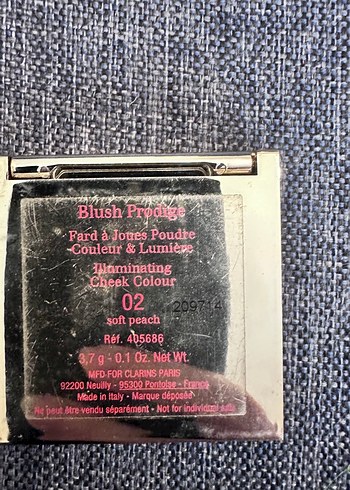 Blush Prodige
Fard à Joues Poudre
Couleur & Lumière
Illuminating
Cheek Colour
02
209714
soft peach
Réf. 405686
3,7 g - 0.1 Oz. Net Wt.
MFD FOR CLARINS PARIS
92200 Neuilly - 95300 Pontoise - France
Made in Italy - Marque déposée
Ne peut être vendu séparément - Not for individual sale